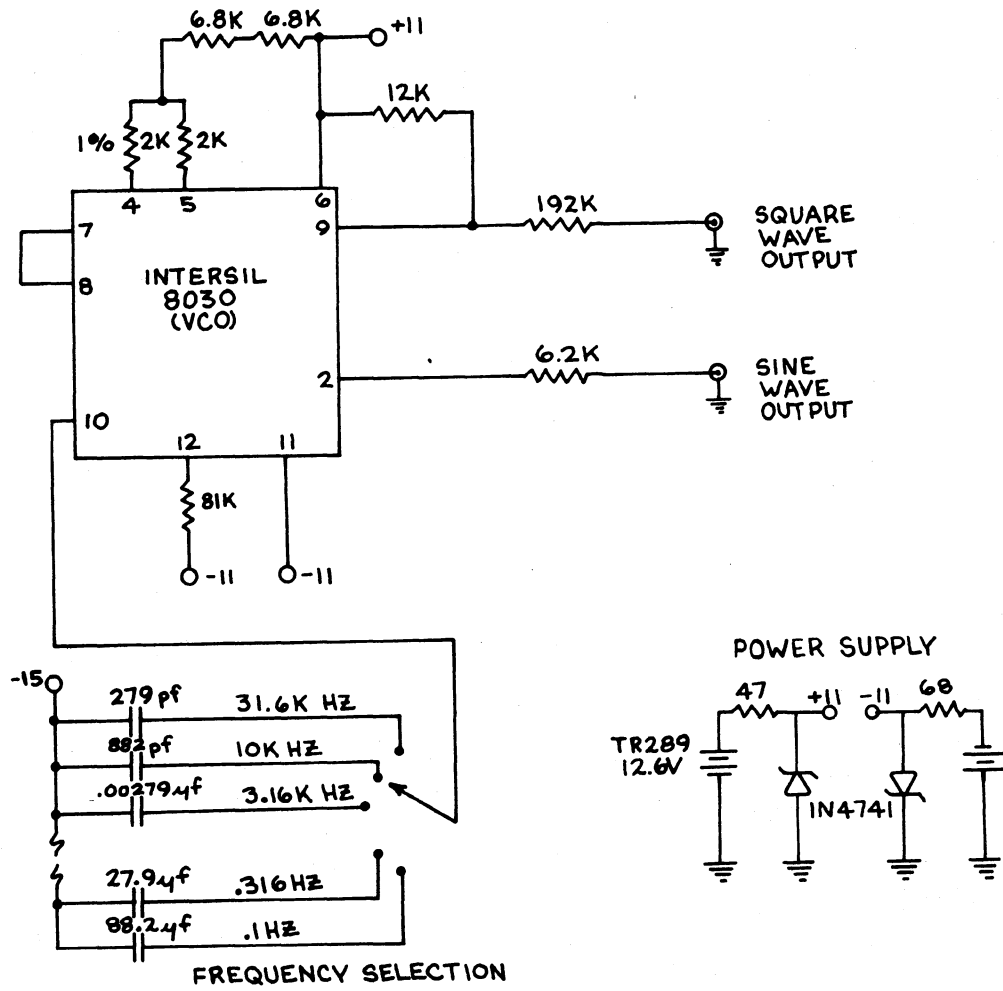 6.8K 6.8K
+11
12K
1% 2K 2K
4 5 6
7
8
9
192K
SQUARE
WAVE
OUTPUT
INTERSIL
8030
(VCO)
6.2K
2
SINE
WAVE
OUTPUT
10
12 11
81K
-11 -11
-15
279pf 31.6K HZ
882pf 10K HZ
.00279µf 3.16K HZ
27.9µf .316HZ
88.2µf .1HZ
FREQUENCY SELECTION
POWER SUPPLY
47 +11 -11 68
TR289
12.6V
1N4741